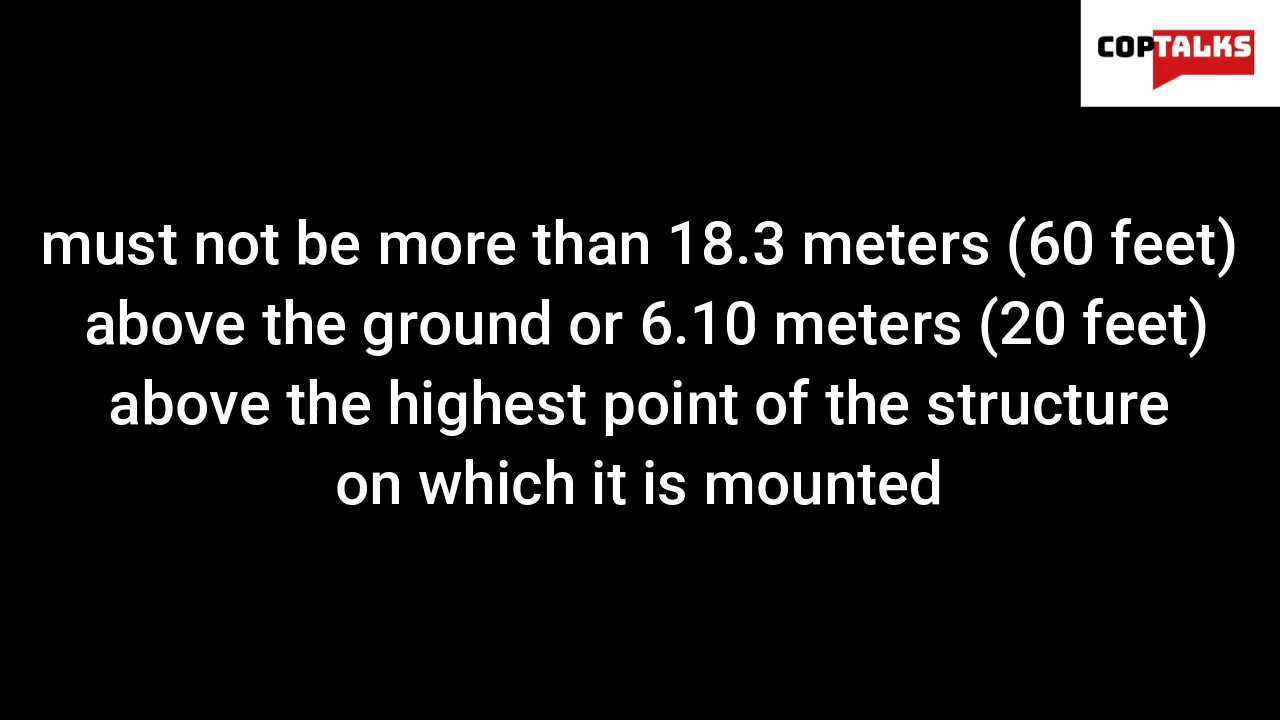 COPTALKS
must not be more than 18.3 meters (60 feet)
above the ground or 6.10 meters (20 feet)
above the highest point of the structure
on which it is mounted